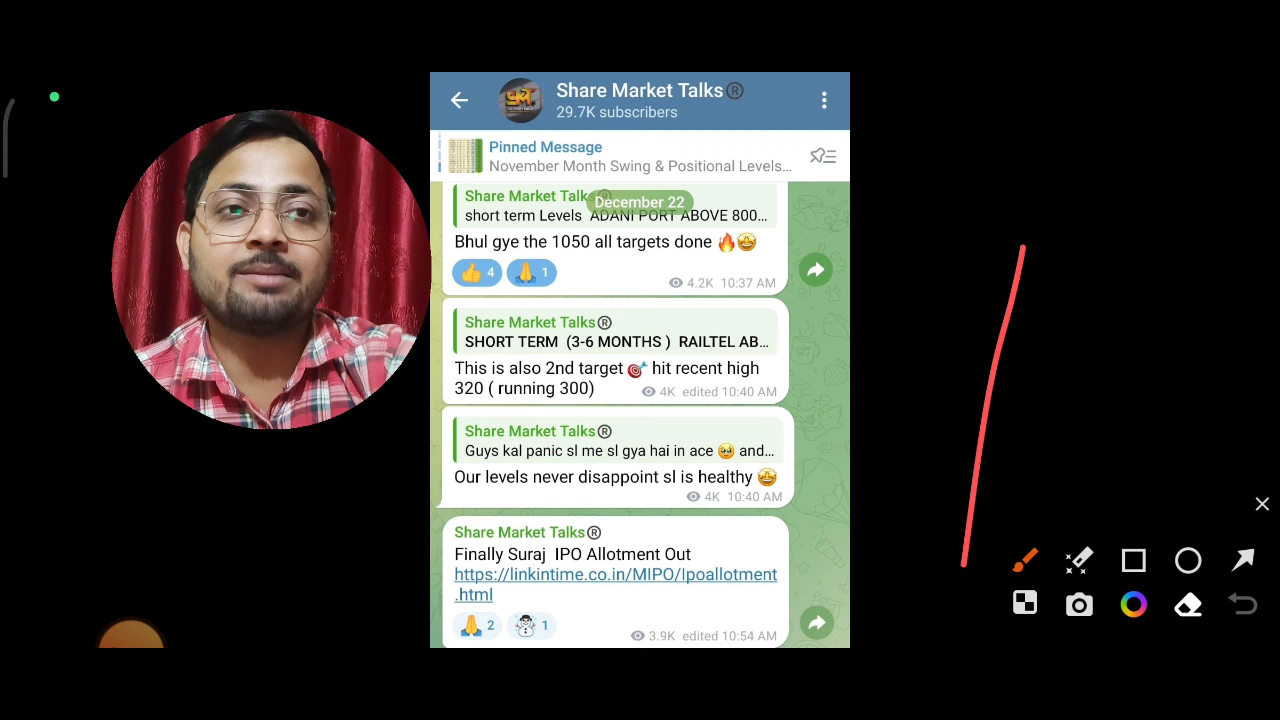 Share Market Talks®
29.7K subscribers
Pinned Message
November Month Swing & Positional Levels...
December 22
Share Market Talks
short term Levels ADANI PORT ABOVE 800...
Bhul gye the 1050 all targets done 🔥🤩
👍 4 🙏 1
4.2K 10:37 AM
Share Market Talks®
SHORT TERM (3-6 MONTHS ) RAILTEL AB...
This is also 2nd target 🎯 hit recent high
320 ( running 300)
4K edited 10:40 AM
Share Market Talks®
Guys kal panic sl me sl gya hai in ace 🥹 and...
Our levels never disappoint sl is healthy 🤩
4K 10:40 AM
Share Market Talks®
Finally Suraj IPO Allotment Out
https://linkintime.co.in/MIPO/Ipoallotment
.html
🙏 2 ☃️ 1
3.9K edited 10:54 AM